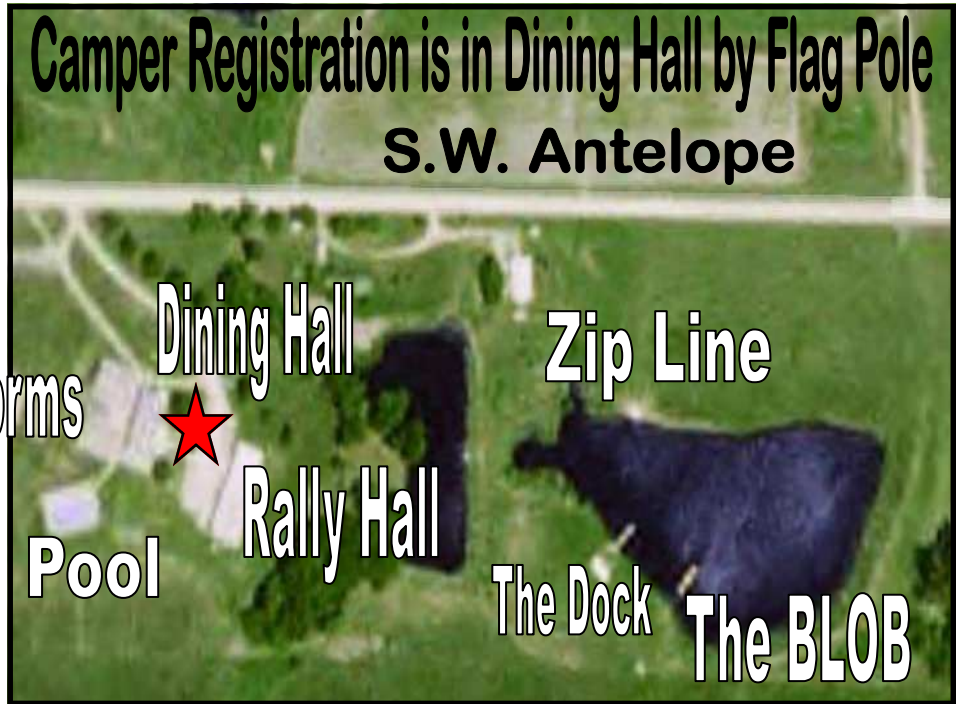 Camper Registration is in Dining Hall by Flag Pole
S.W. Antelope
Dining Hall
Zip Line
orms
Rally Hall
Pool
The Dock
The BLOB